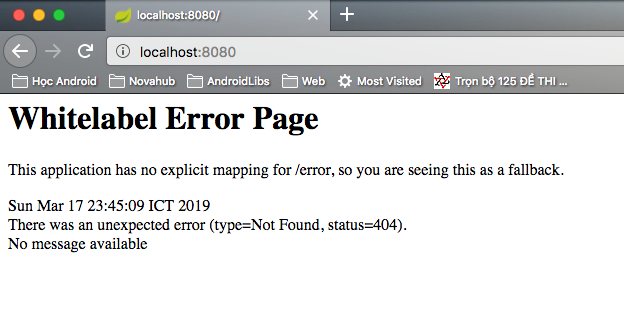 localhost:8080/
localhost:8080
Học Android Novahub AndroidLibs Web Most Visited Trọn bộ 125 ĐỀ THI ...
Whitelabel Error Page
This application has no explicit mapping for /error, so you are seeing this as a fallback.
Sun Mar 17 23:45:09 ICT 2019
There was an unexpected error (type=Not Found, status=404).
No message available